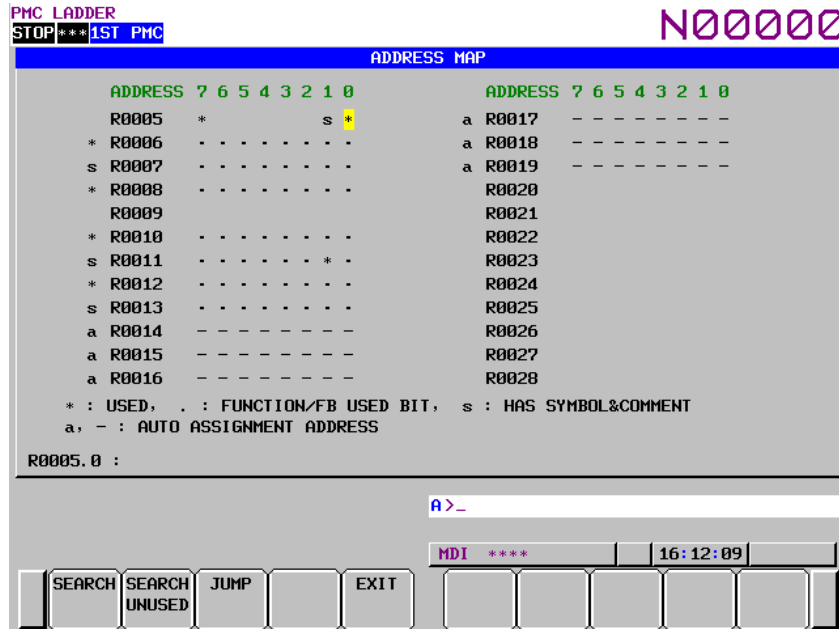 PMC LADDER
N00000
STOP *** 1ST PMC
ADDRESS MAP
ADDRESS 7 6 5 4 3 2 1 0 ADDRESS 7 6 5 4 3 2 1 0
R0005 * s * a R0017 - - - - - - - -
* R0006 . . . . . . . . a R0018 - - - - - - - -
s R0007 . . . . . . . . a R0019 - - - - - - - -
* R0008 . . . . . . . . R0020
R0009 R0021
* R0010 . . . . . . . . R0022
s R0011 . . . . . . * . R0023
* R0012 . . . . . . . . R0024
s R0013 . . . . . . . . R0025
a R0014 - - - - - - - - R0026
a R0015 - - - - - - - - R0027
a R0016 - - - - - - - - R0028
* : USED, . : FUNCTION/FB USED BIT, s : HAS SYMBOL&COMMENT
a, - : AUTO ASSIGNMENT ADDRESS
R0005.0 :
A>_
MDI **** 16:12:09
SEARCH SEARCH UNUSED JUMP EXIT